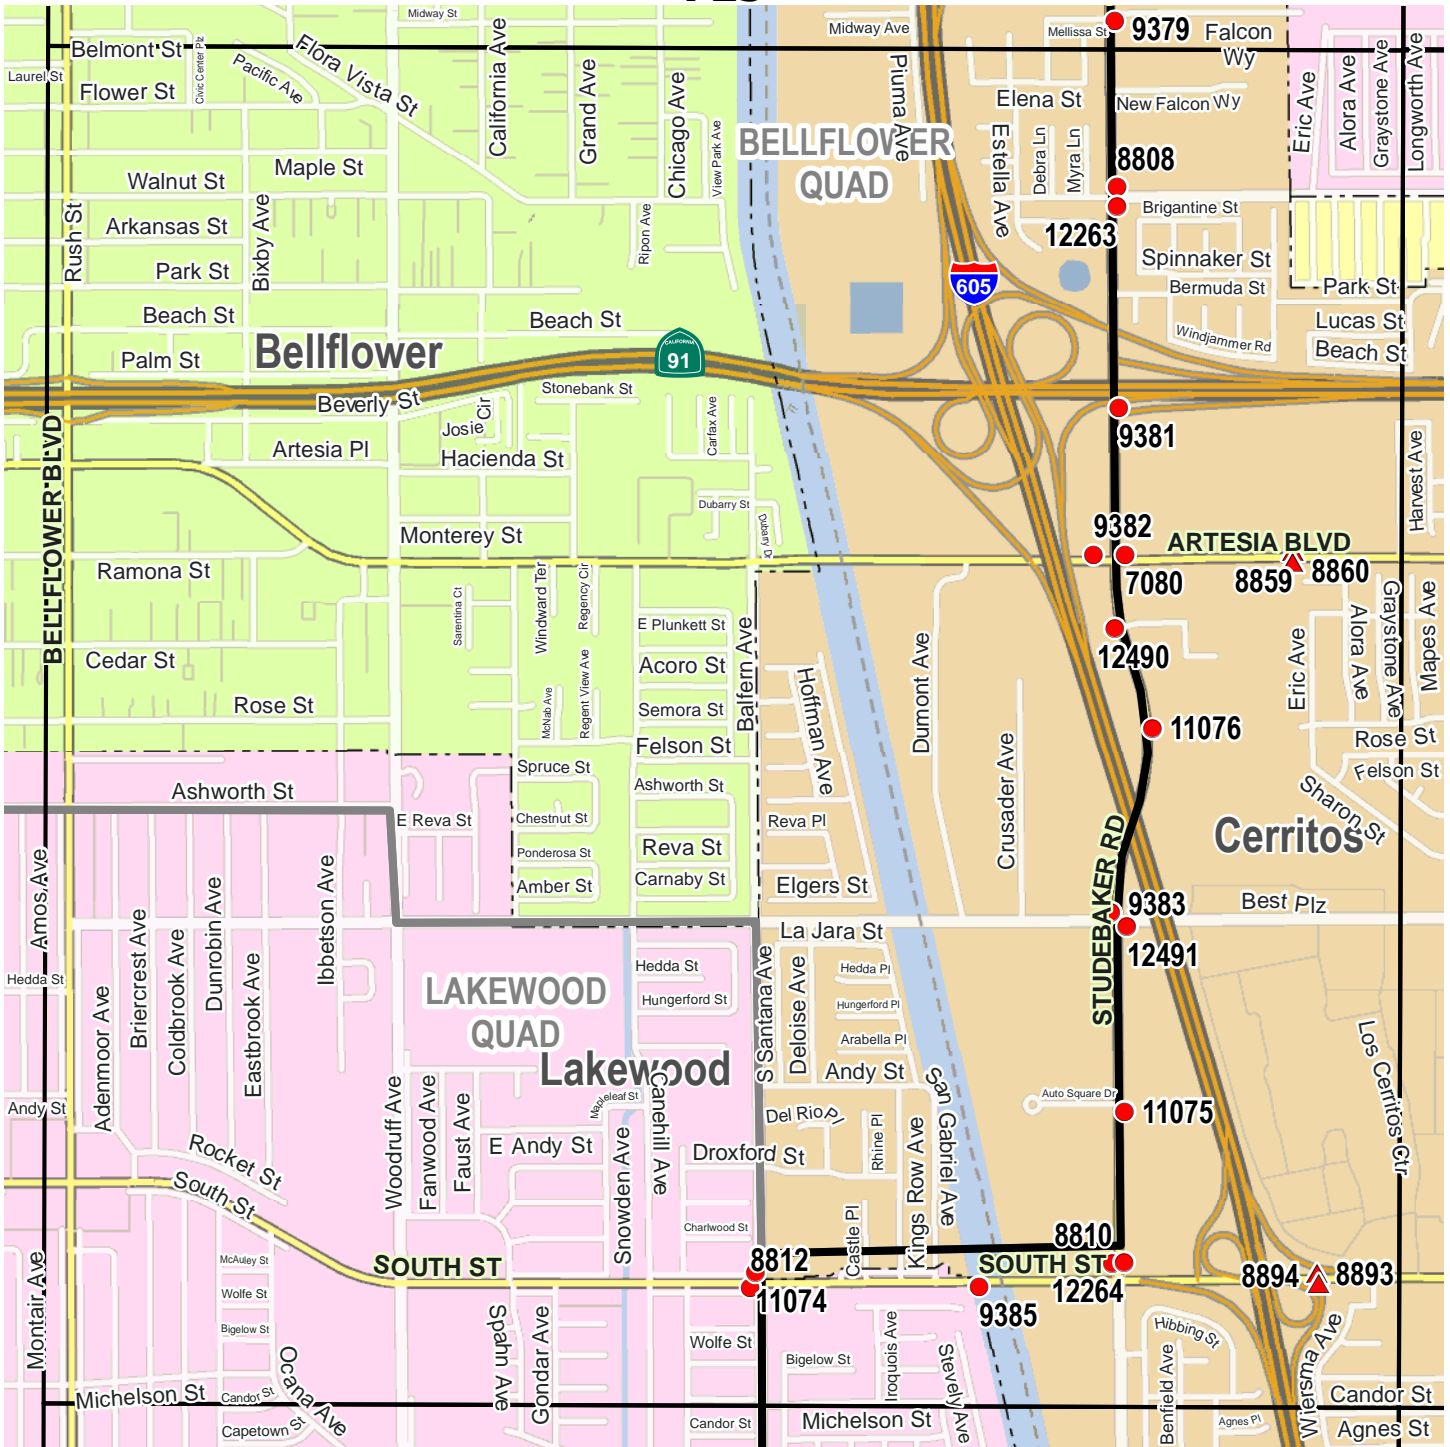 Midway St
California Ave
Midway Ave
Mellissa St
9379
Falcon
Wy
Belmont St
Civic Center Plz
Flora Vista St
Pacific Ave
Laurel St
Flower St
Grand Ave
Chicago Ave
View Park Ave
Piuma Ave
Elena St
New Falcon Wy
Eric Ave
Alora Ave
Graystone Ave
Longworth Ave
BELLFLOWER
QUAD
Estella Ave
Debra Ln
Myra Ln
8808
Maple St
Walnut St
Rush St
Bixby Ave
Arkansas St
Ripon Ave
Brigantine St
12263
Spinnaker St
Park St
605
Bermuda St
Park St
Beach St
Beach St
Lucas St
Windjammer Rd
Beach St
Palm St
Bellflower
CALIFORNIA
91
Stonebank St
Beverly St
Josie Cir
Carfax Ave
9381
BELLFLOWER BLVD
Artesia Pl
Hacienda St
Harvest Ave
Dubarry St
Dubarry Dr
Monterey St
9382
ARTESIA BLVD
7080
8859
8860
Ramona St
Sarentina Ct
Windward Ter
Regency Cir
E Plunkett St
Balfern Ave
Dumont Ave
12490
Eric Ave
Alora Ave
Graystone Ave
Mapes Ave
Cedar St
Acoro St
Hoffman Ave
McNab Ave
Regent View Ave
Semora St
Rose St
11076
Felson St
Rose St
Crusader Ave
Spruce St
Felson St
Sharon St
Ashworth St
Ashworth St
E Reva St
Chestnut St
Reva Pl
Cerritos
STUDEBAKER RD
Reva St
Ponderosa St
Amber St
Carnaby St
Elgers St
Amos Ave
Briercrest Ave
Coldbrook Ave
Dunrobin Ave
Eastbrook Ave
Ibbetson Ave
9383
Best Plz
La Jara St
12491
Hedda St
Adenmoor Ave
LAKEWOOD
QUAD
Hedda St
Hungerford St
S Santana Ave
Deloise Ave
Hedda Pl
Hungerford Pl
Arabella Pl
Los Cerritos Ctr
Lakewood
Andy St
San Gabriel Ave
Auto Square Dr
Andy St
Woodruff Ave
Fanwood Ave
Faust Ave
Mapleleaf St
Canehill Ave
Snowden Ave
Del Rio Pl
Rhine Pl
Kings Row Ave
11075
Rocket St
E Andy St
Droxford St
South St
Charlwood St
Castle Pl
8810
Montair Ave
McAuley St
SOUTH ST
8812
SOUTH ST
8894
8893
Wolfe St
11074
9385
12264
Bigelow St
Spahn Ave
Gondar Ave
Wolfe St
Iroquois Ave
Stevely Ave
Hibbing St
Benfield Ave
Wiersma Ave
Ocana Ave
Bigelow St
Michelson St
Candor St
Capetown St
Candor St
Michelson St
Agnes Pl
Candor St
Agnes St